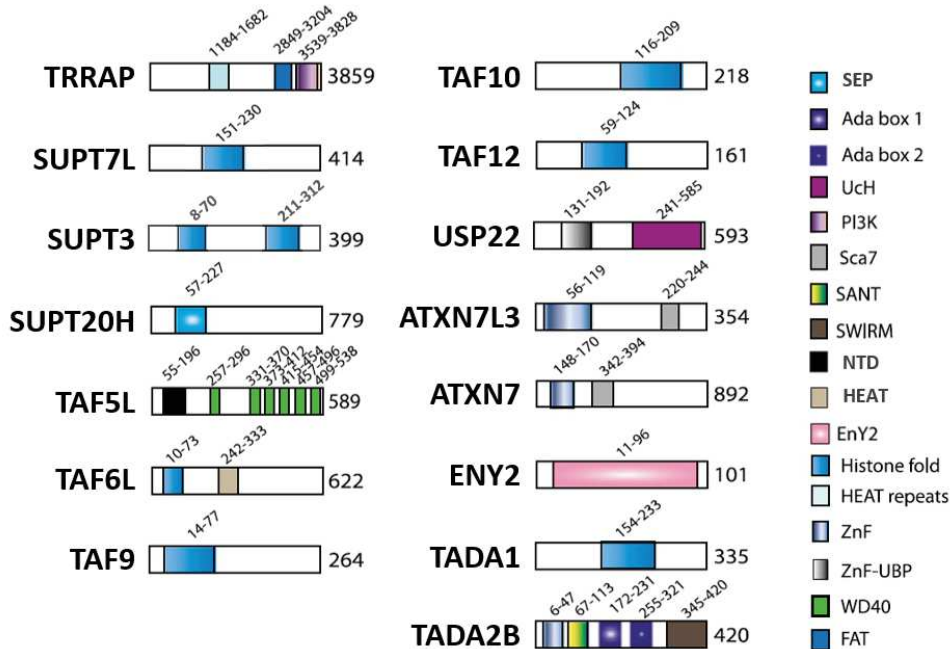 1184-1682
2849-3204
3539-3828
TRRAP
3859
151-230
SUPT7L
414
8-70
211-312
SUPT3
399
57-227
SUPT20H
779
55-196
257-296
331-370
373-412
415-454
457-496
499-538
TAF5L
589
10-73
242-333
TAF6L
622
14-77
TAF9
264
116-209
TAF10
218
59-124
TAF12
161
131-192
241-585
USP22
593
56-119
220-244
ATXN7L3
354
148-170
342-394
ATXN7
892
11-96
ENY2
101
154-233
TADA1
335
6-47
67-113
172-231
255-321
345-420
TADA2B
420
SEP
Ada box 1
Ada box 2
UcH
PI3K
Sca7
SANT
SWIRM
NTD
HEAT
EnY2
Histone fold
HEAT repeats
ZnF
ZnF-UBP
WD40
FAT